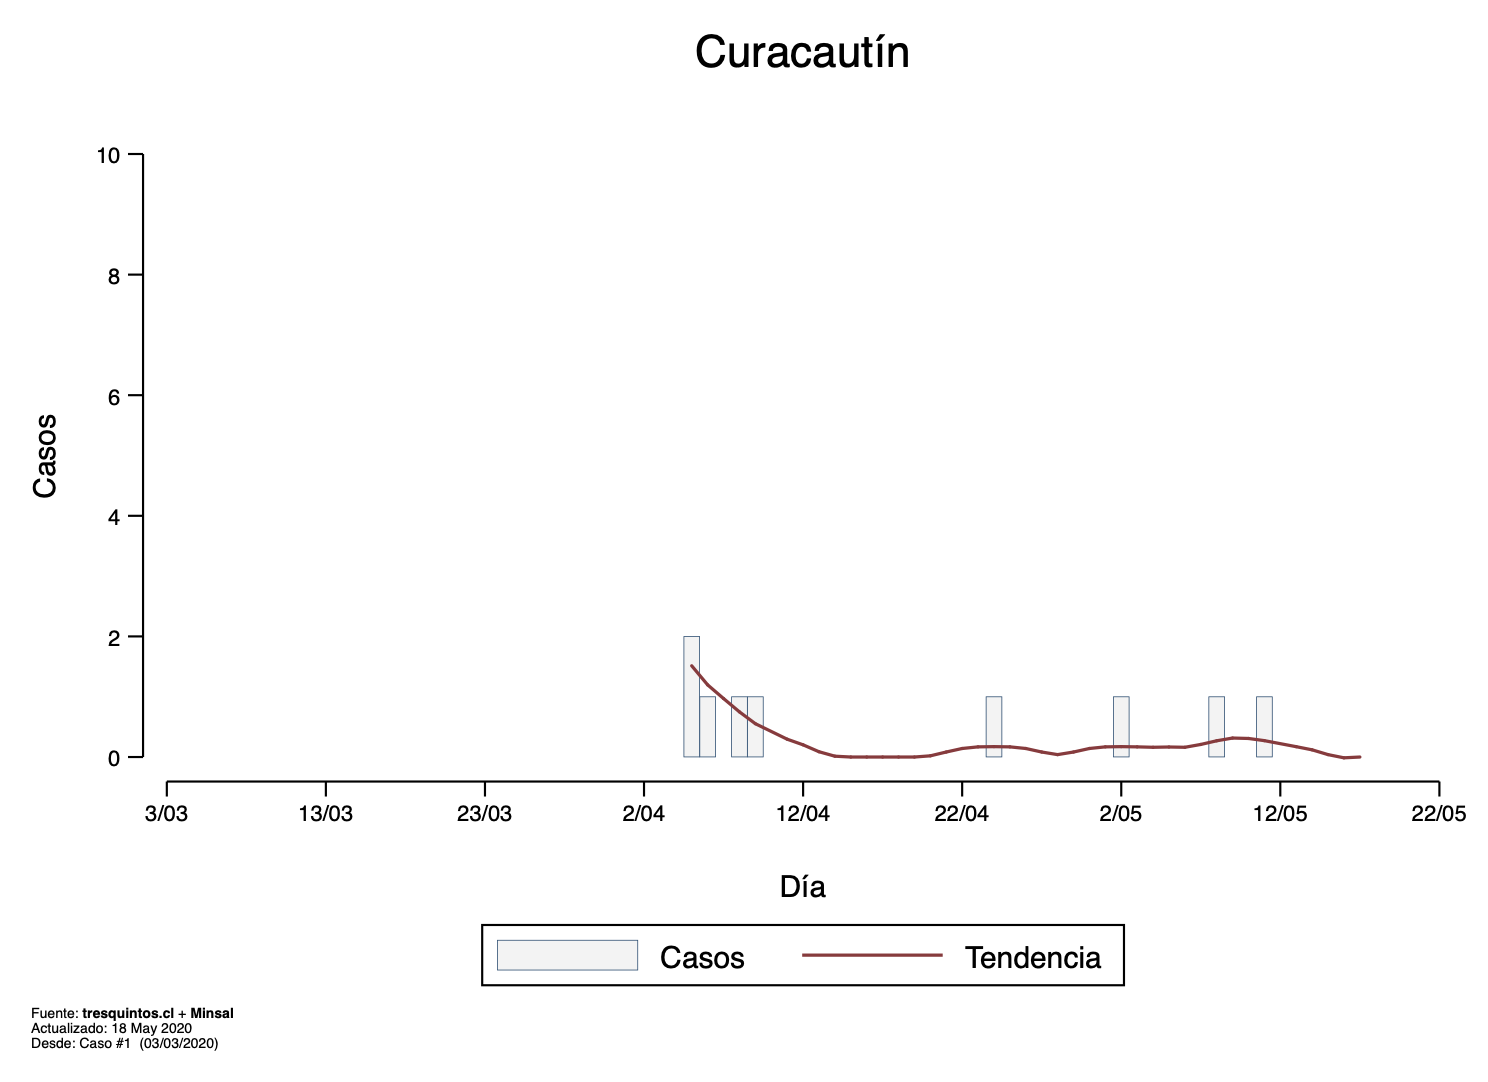 Curacautín
10
8
6
4
2
0
Casos
3/03 13/03 23/03 2/04 12/04 22/04 2/05 12/05 22/05
Día
Casos Tendencia
Fuente: tresquintos.cl + Minsal
Actualizado: 18 May 2020
Desde: Caso #1 (03/03/2020)